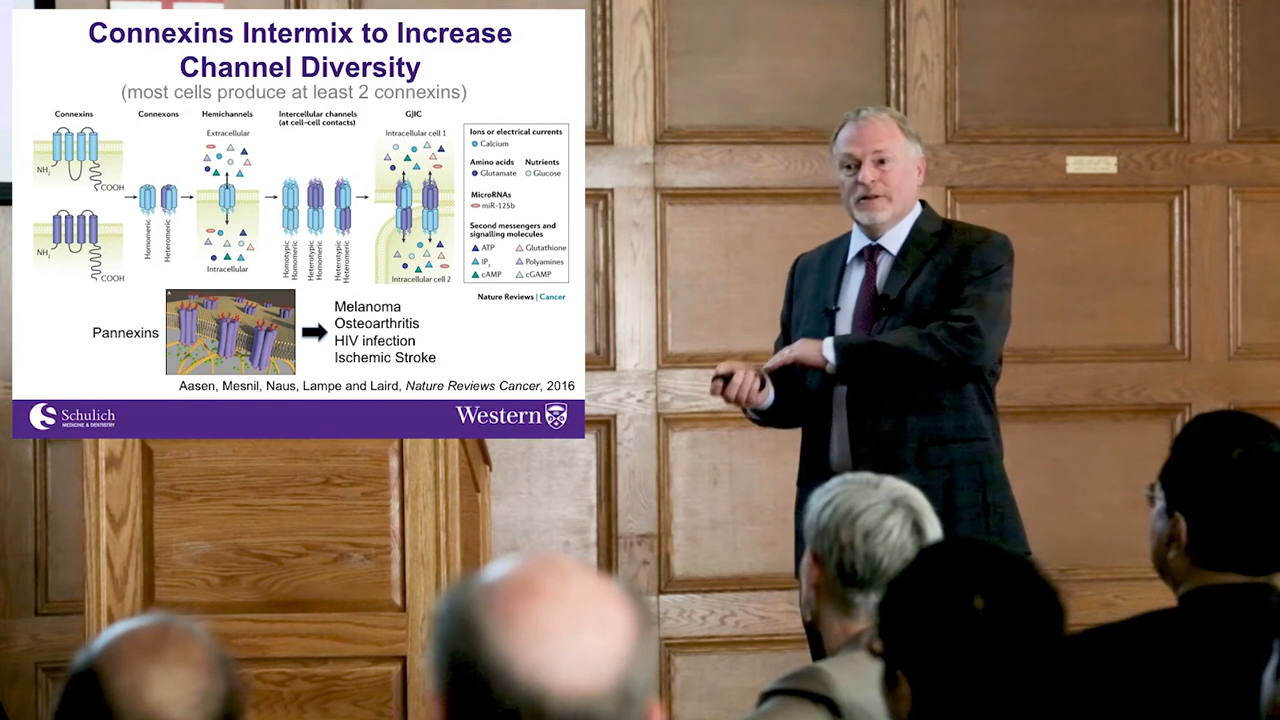 Connexins Intermix to Increase
Channel Diversity
(most cells produce at least 2 connexins)
Connexins
Connexons
Hemichannels
Intercellular channels
(at cell–cell contacts)
GJIC
Extracellular
Intracellular cell 1
NH2
COOH
NH2
COOH
Homomeric
Heteromeric
Intracellular
Homotypic
Homomeric
Heterotypic
Homomeric
Heterotypic
Heteromeric
Intracellular cell 2
Ions or electrical currents
Calcium
Amino acids
Glutamate
Nutrients
Glucose
MicroRNAs
miR-125b
Second messengers and
signalling molecules
ATP
Glutathione
IP3
Polyamines
cAMP
cGAMP
Nature Reviews | Cancer
Pannexins
Melanoma
Osteoarthritis
HIV infection
Ischemic Stroke
Aasen, Mesnil, Naus, Lampe and Laird, Nature Reviews Cancer, 2016
Schulich
MEDICINE & DENTISTRY
Western